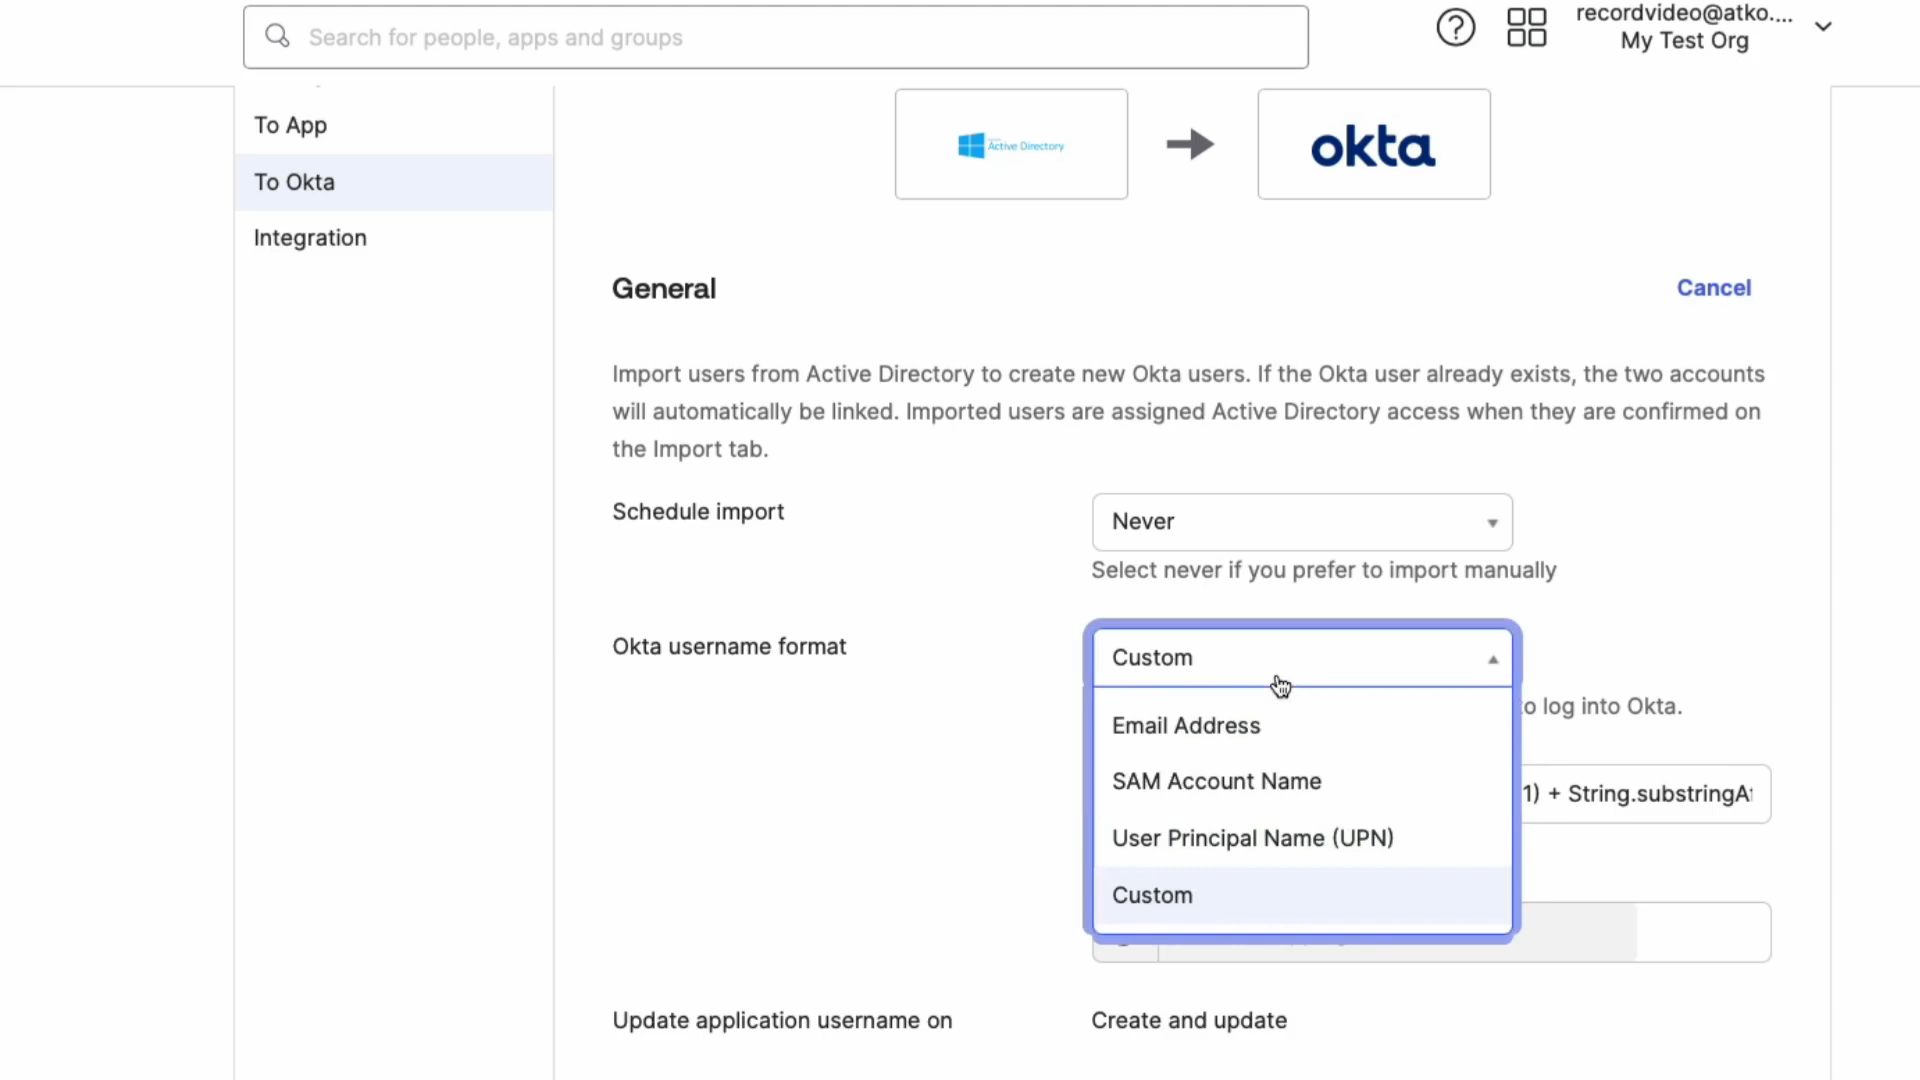 Search for people, apps and groups
recordvideo@atko....
My Test Org
To App
To Okta
Integration
Active Directory
okta
General
Cancel
Import users from Active Directory to create new Okta users. If the Okta user already exists, the two accounts
will automatically be linked. Imported users are assigned Active Directory access when they are confirmed on
the Import tab.
Schedule import
Never
Select never if you prefer to import manually
Okta username format
Custom
to log into Okta.
Email Address
SAM Account Name
1) + String.substringA
User Principal Name (UPN)
Custom
Update application username on
Create and update